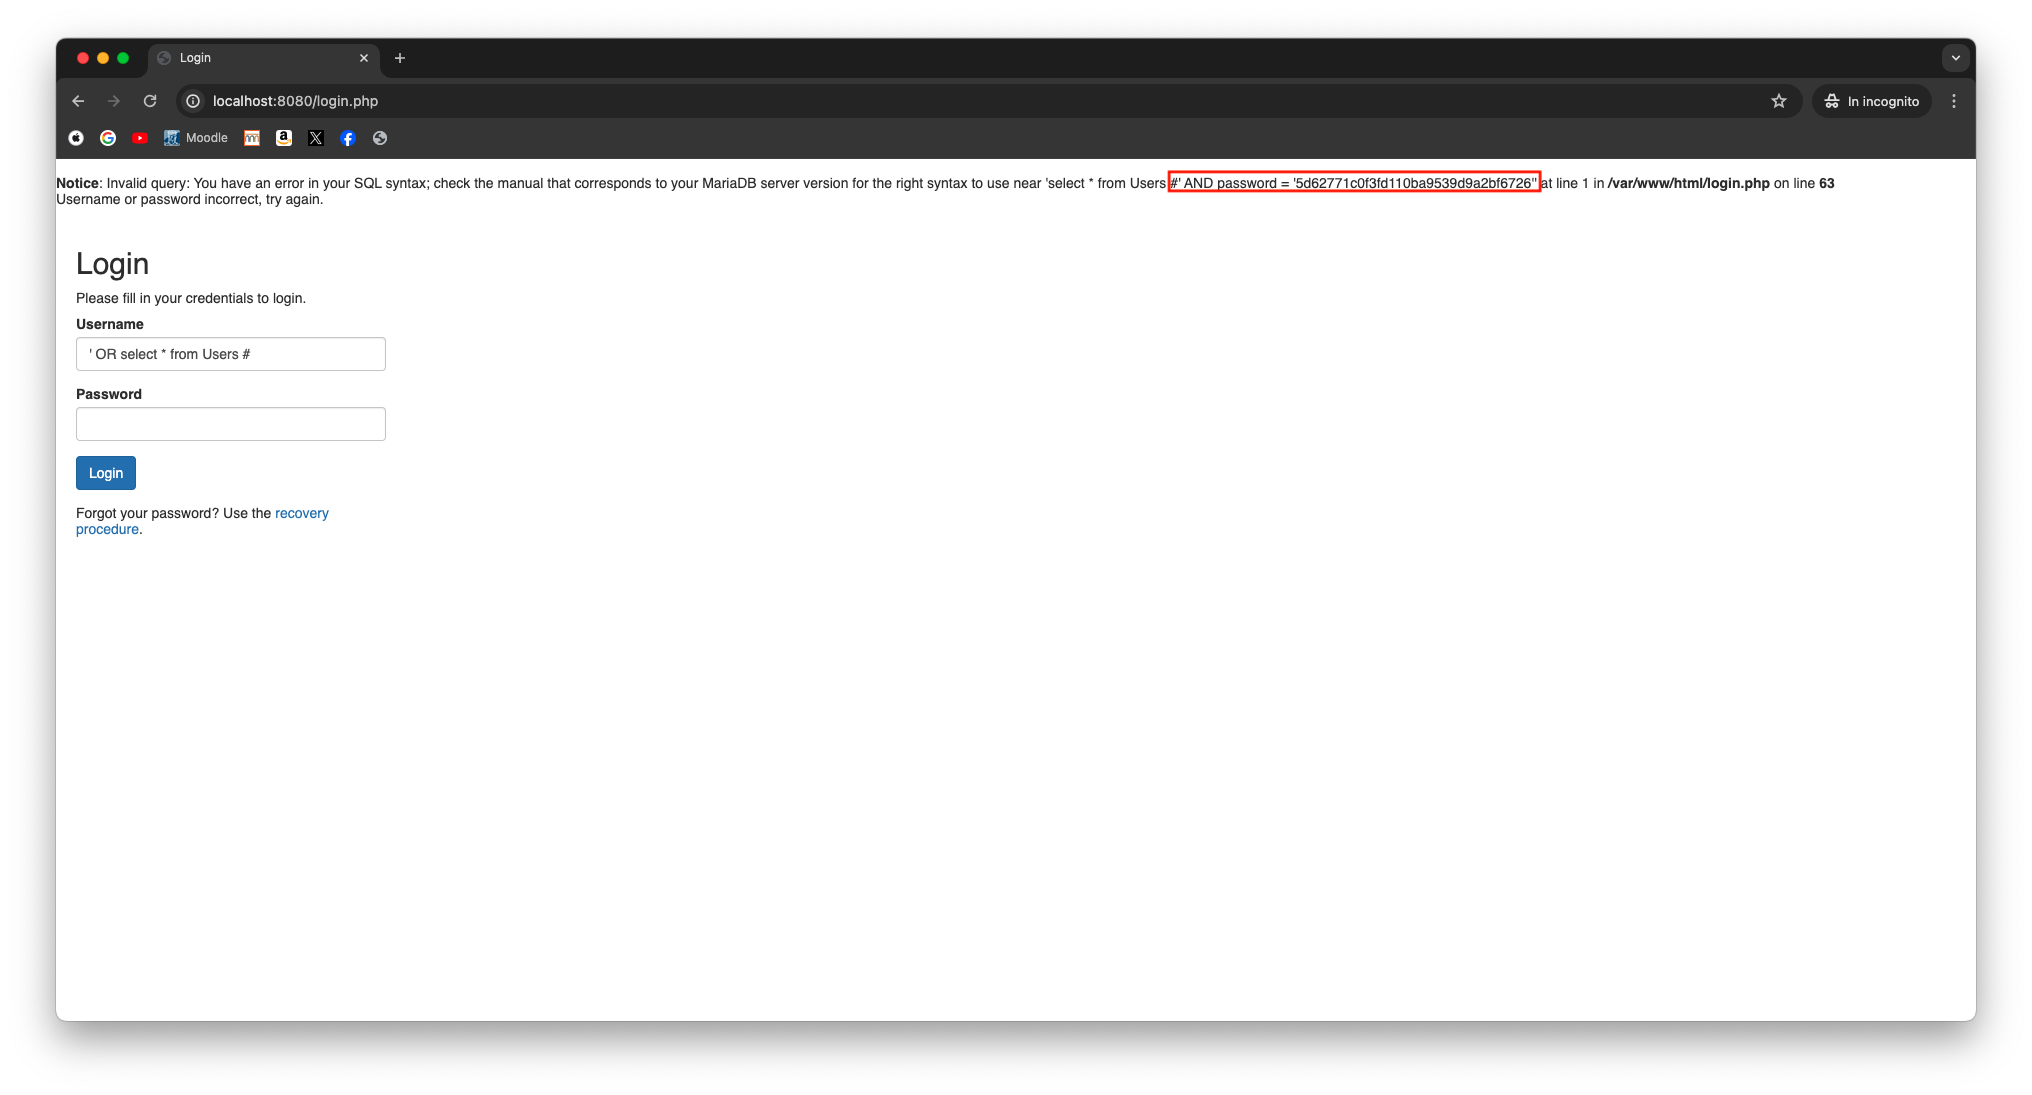 Login
localhost:8080/login.php
In incognito
Moodle
Notice: Invalid query: You have an error in your SQL syntax; check the manual that corresponds to your MariaDB server version for the right syntax to use near 'select * from Users #' AND password = '5d62771c0f3fd110ba9539d9a2bf6726'' at line 1 in /var/www/html/login.php on line 63
Username or password incorrect, try again.
Login
Please fill in your credentials to login.
Username
' OR select * from Users #
Password
Login
Forgot your password? Use the recovery
procedure.